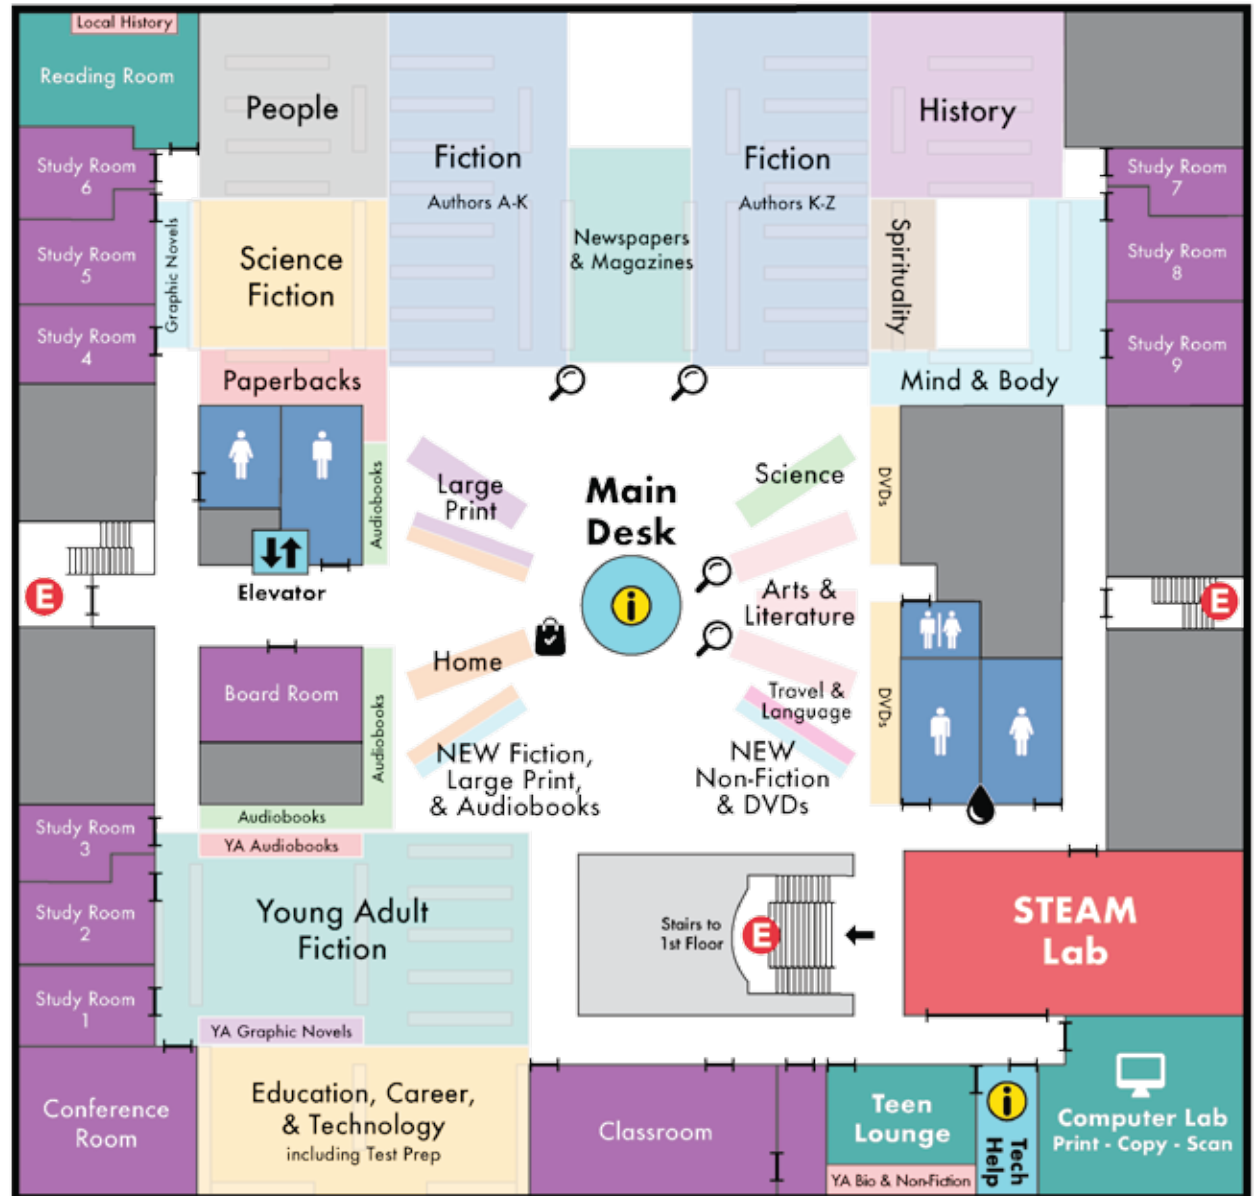 Local History
Reading Room
People
Fiction
Authors A-K
Fiction
Authors K-Z
History
Study Room
6
Study Room
7
Graphic Novels
Science
Fiction
Newspapers
& Magazines
Spirituality
Study Room
5
Study Room
8
Study Room
4
Study Room
9
Paperbacks
Mind & Body
Audiobooks
Large
Print
Main
Desk
Science
DVDs
E
Elevator
i
Arts &
Literature
E
Home
Board Room
Audiobooks
Travel &
Language
DVDs
NEW Fiction,
Large Print,
& Audiobooks
NEW
Non-Fiction
& DVDs
Audiobooks
YA Audiobooks
Study Room
3
Study Room
2
Young Adult
Fiction
Stairs to
1st Floor
E
STEAM
Lab
Study Room
1
YA Graphic Novels
Conference
Room
Education, Career,
& Technology
including Test Prep
Classroom
Teen
Lounge
YA Bio & Non-Fiction
i
Tech
Help
Computer Lab
Print - Copy - Scan